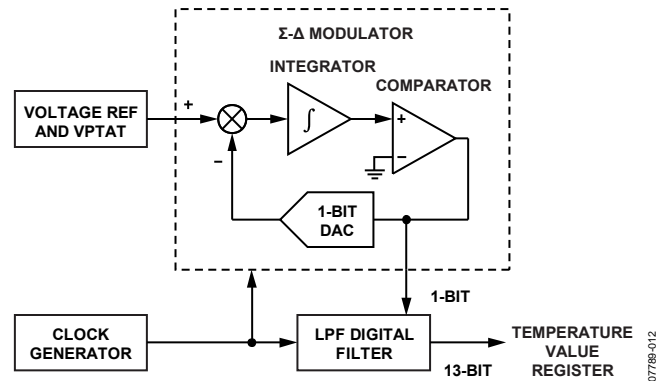 Σ-Δ MODULATOR
INTEGRATOR
COMPARATOR
VOLTAGE REF
AND VPTAT
+
∫
+
−
−
1-BIT
DAC
1-BIT
CLOCK
GENERATOR
LPF DIGITAL
FILTER
13-BIT
TEMPERATURE
VALUE
REGISTER
07789-012